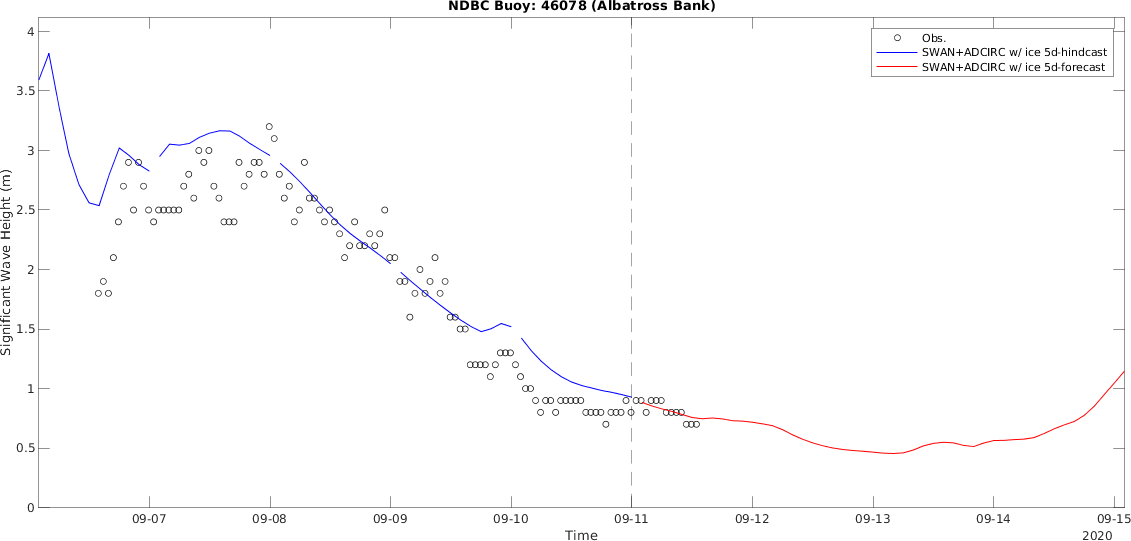 NDBC Buoy: 46078 (Albatross Bank)
Obs.
SWAN+ADCIRC w/ ice 5d-hindcast
SWAN+ADCIRC w/ ice 5d-forecast
Significant Wave Height (m)
4
3.5
3
2.5
2
1.5
1
0.5
0
09-07 09-08 09-09 09-10 09-11 09-12 09-13 09-14 09-15
Time
2020